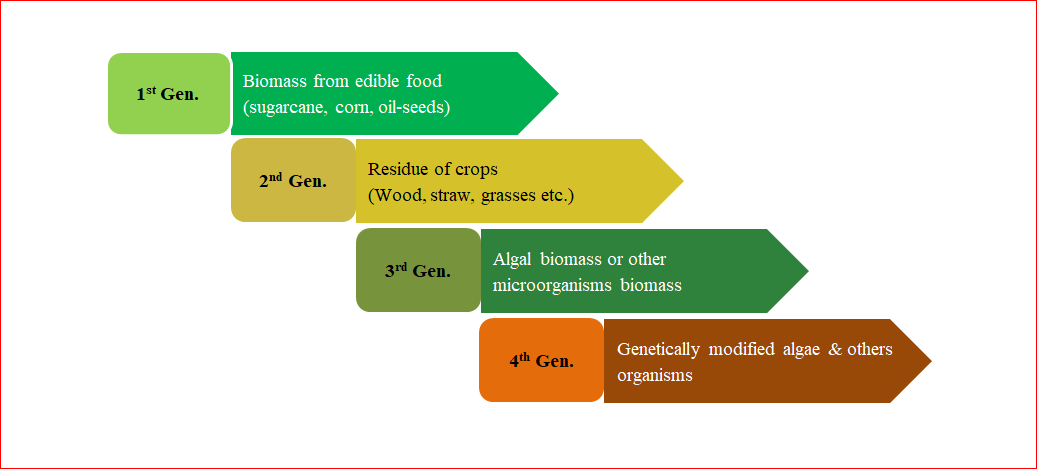 1st Gen.
Biomass from edible food
(sugarcane, corn, oil-seeds)
2nd Gen.
Residue of crops
(Wood, straw, grasses etc.)
3rd Gen.
Algal biomass or other
microorganisms biomass
4th Gen.
Genetically modified algae & others
organisms